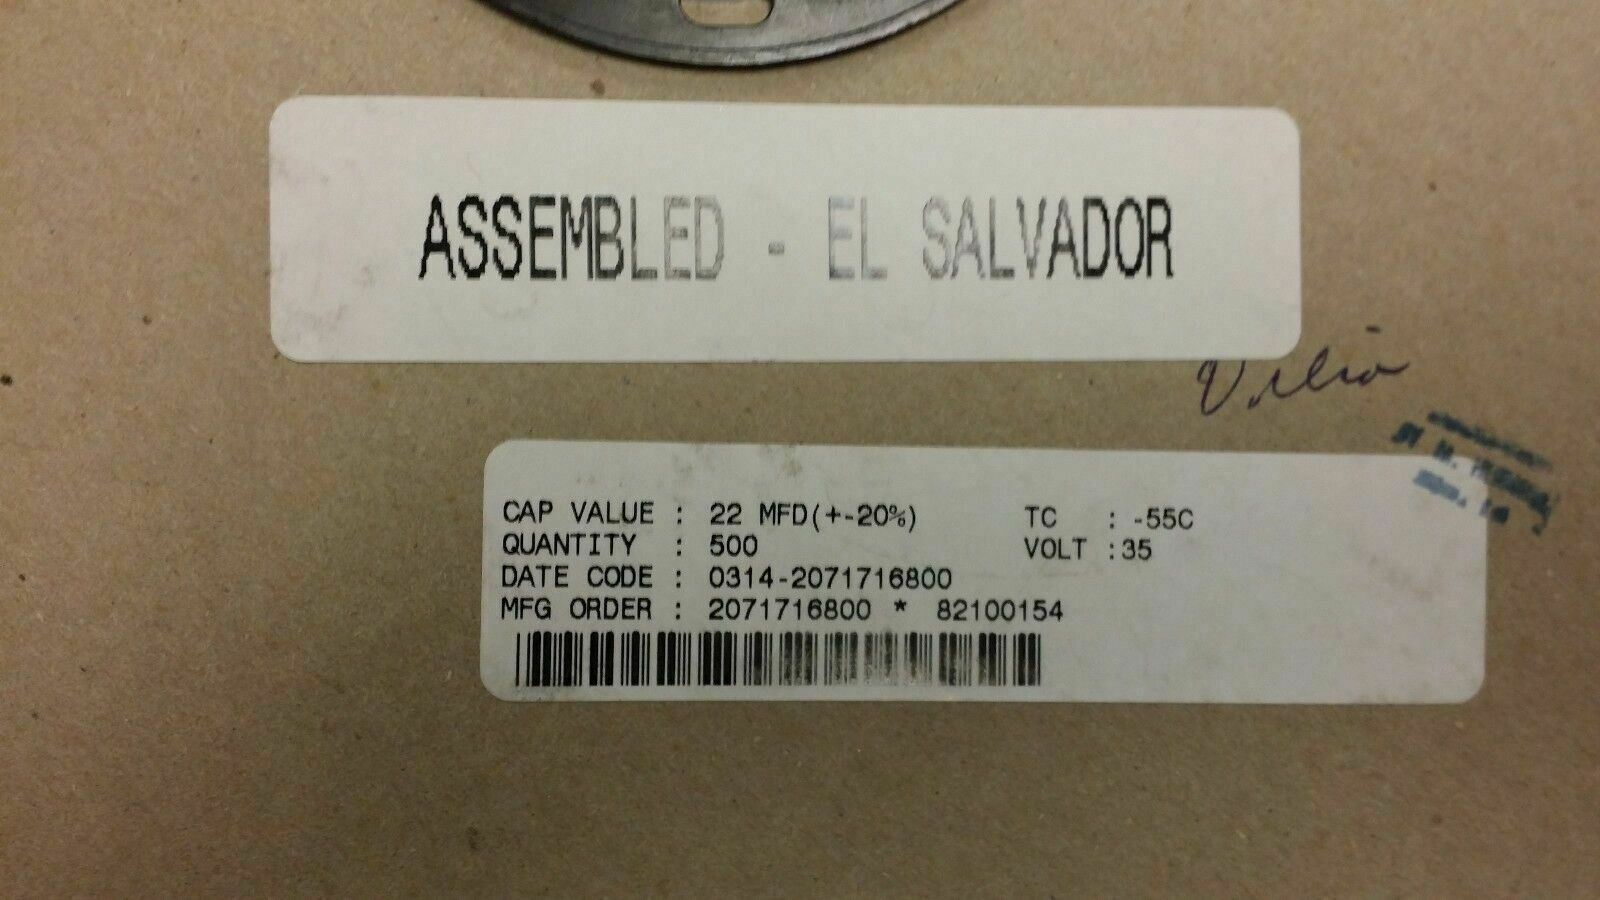 ASSEMBLED - EL SALVADOR
CAP VALUE : 22 MFD(+-20%) TC : -55C
QUANTITY : 500 VOLT :35
DATE CODE : 0314-2071716800
MFG ORDER : 2071716800 * 82100154